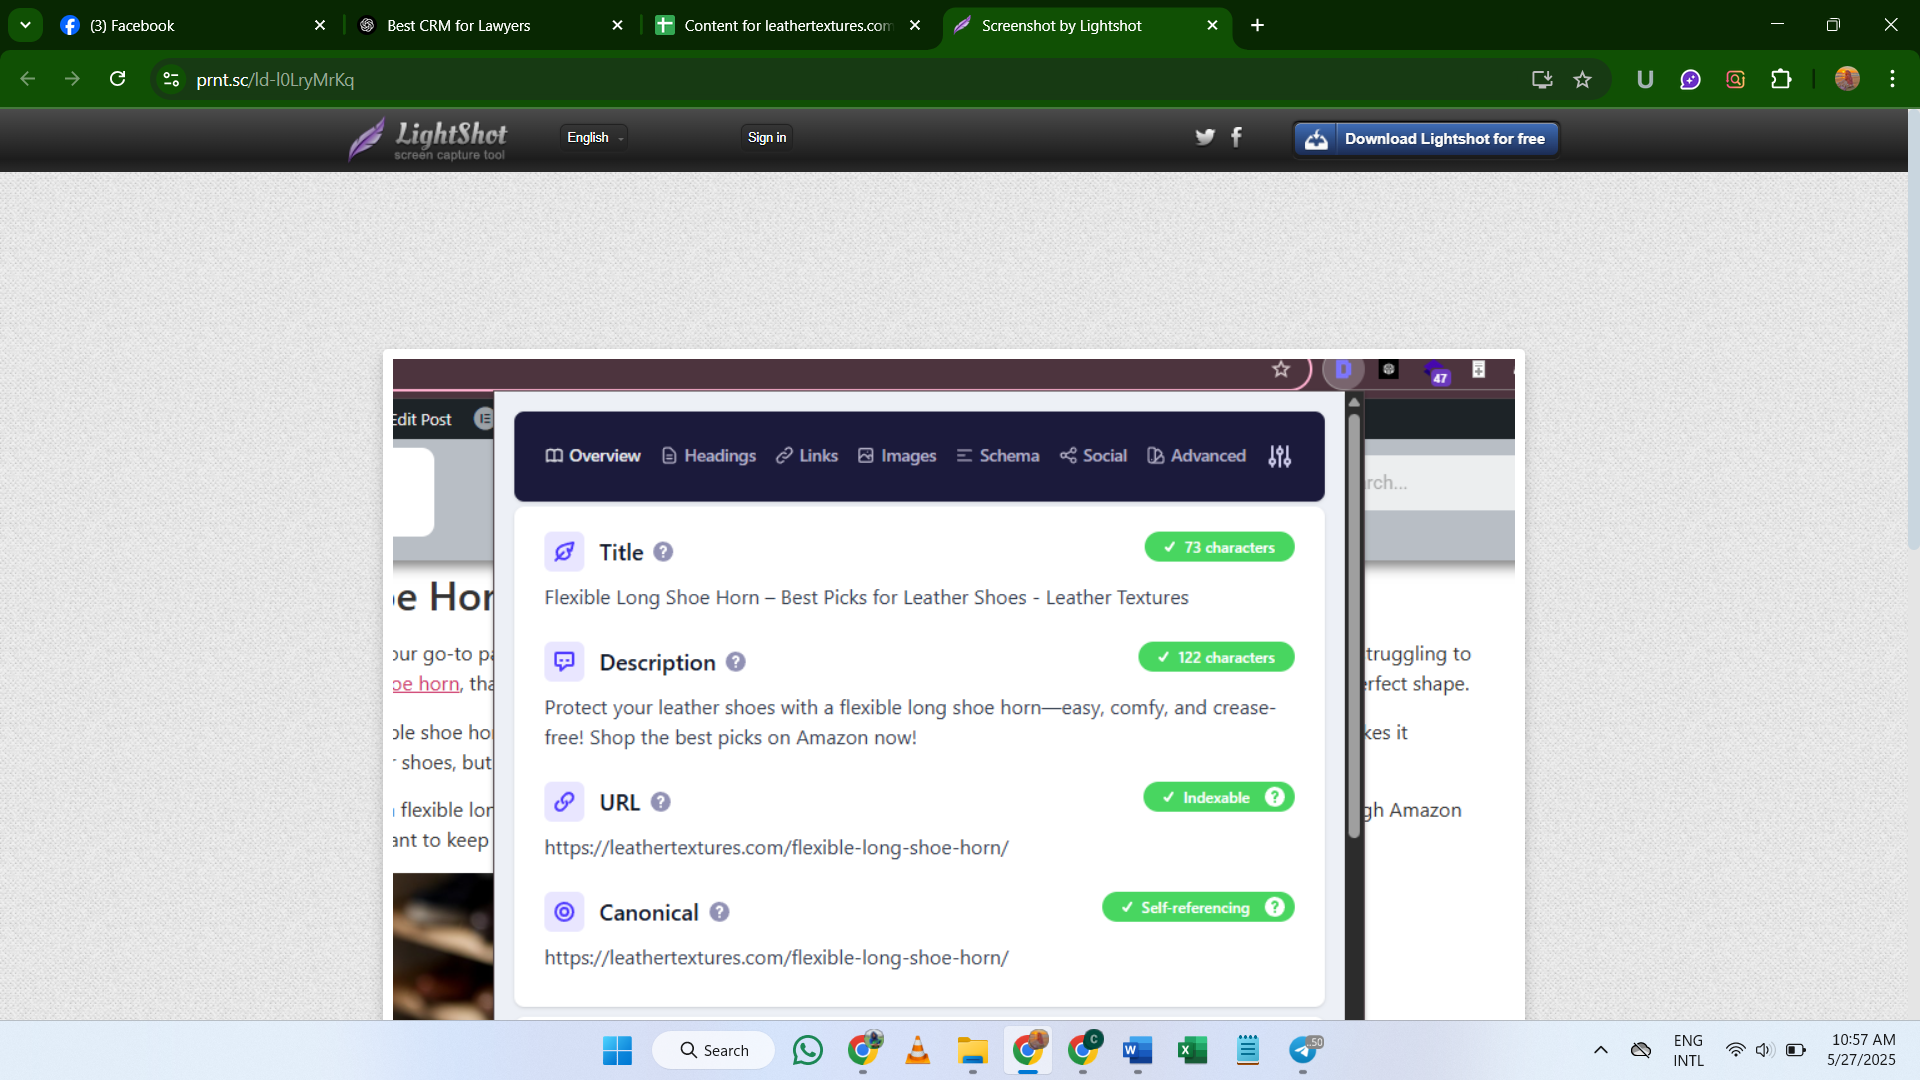 (3) Facebook
Best CRM for Lawyers
Content for leathertextures.com
Screenshot by Lightshot
prnt.sc/ld-l0LryMrKq
U
LightShot
screen capture tool
English
Sign in
Download Lightshot for free
D
47
Edit Post
Overview
Headings
Links
Images
Schema
Social
Advanced
rch...
Title
73 characters
Flexible Long Shoe Horn – Best Picks for Leather Shoes - Leather Textures
e Hor
Description
122 characters
our go-to pa
truggling to
oe horn, tha
erfect shape.
Protect your leather shoes with a flexible long shoe horn—easy, comfy, and crease-
free! Shop the best picks on Amazon now!
ble shoe ho
kes it
r shoes, but
URL
Indexable
flexible lor
gh Amazon
ant to keep
https://leathertextures.com/flexible-long-shoe-horn/
Canonical
Self-referencing
https://leathertextures.com/flexible-long-shoe-horn/
Search
C
W
X
.50
ENG
INTL
10:57 AM
5/27/2025